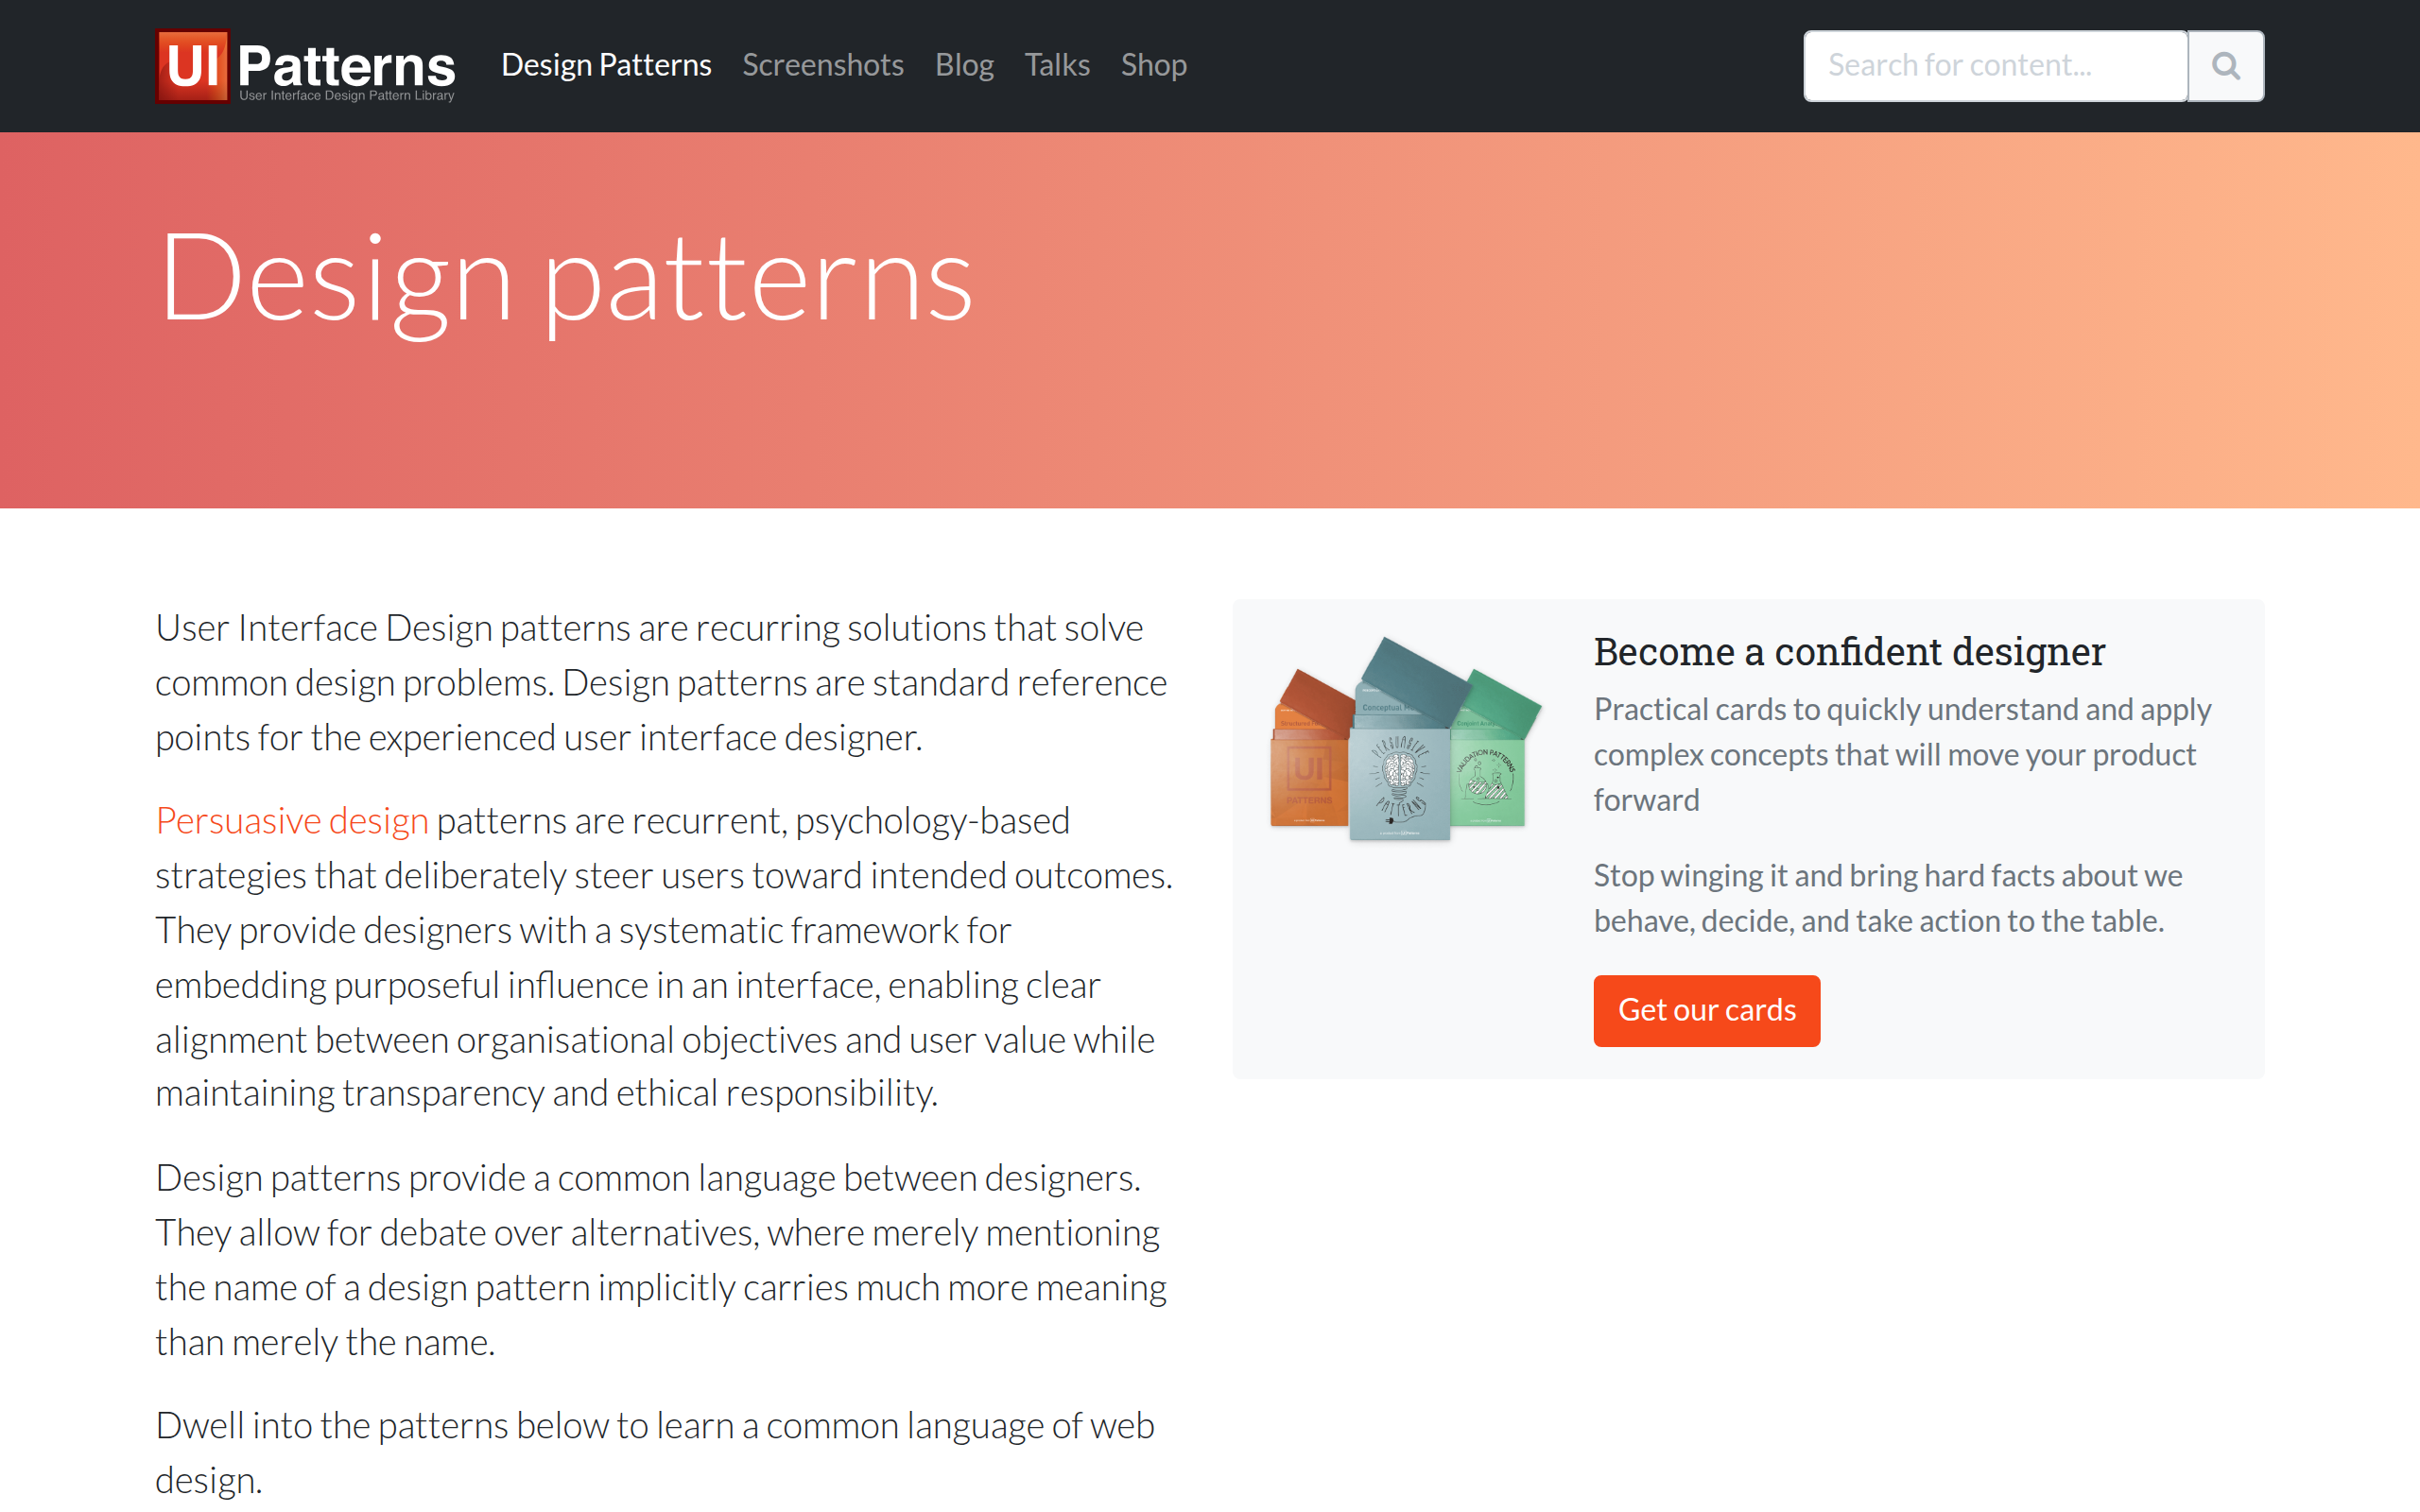 UI Patterns
User Interface Design Pattern Library
Design Patterns Screenshots Blog Talks Shop
Search for content...
Design patterns
User Interface Design patterns are recurring solutions that solve
common design problems. Design patterns are standard reference
points for the experienced user interface designer.
Persuasive design patterns are recurrent, psychology-based
strategies that deliberately steer users toward intended outcomes.
They provide designers with a systematic framework for
embedding purposeful influence in an interface, enabling clear
alignment between organisational objectives and user value while
maintaining transparency and ethical responsibility.
Design patterns provide a common language between designers.
They allow for debate over alternatives, where merely mentioning
the name of a design pattern implicitly carries much more meaning
than merely the name.
Dwell into the patterns below to learn a common language of web
design.
UI
PATTERNS
Conceptual
PERSUASIVE
PATTERNS
VALIDATION PATTERNS
Become a confident designer
Practical cards to quickly understand and apply
complex concepts that will move your product
forward
Stop winging it and bring hard facts about we
behave, decide, and take action to the table.
Get our cards